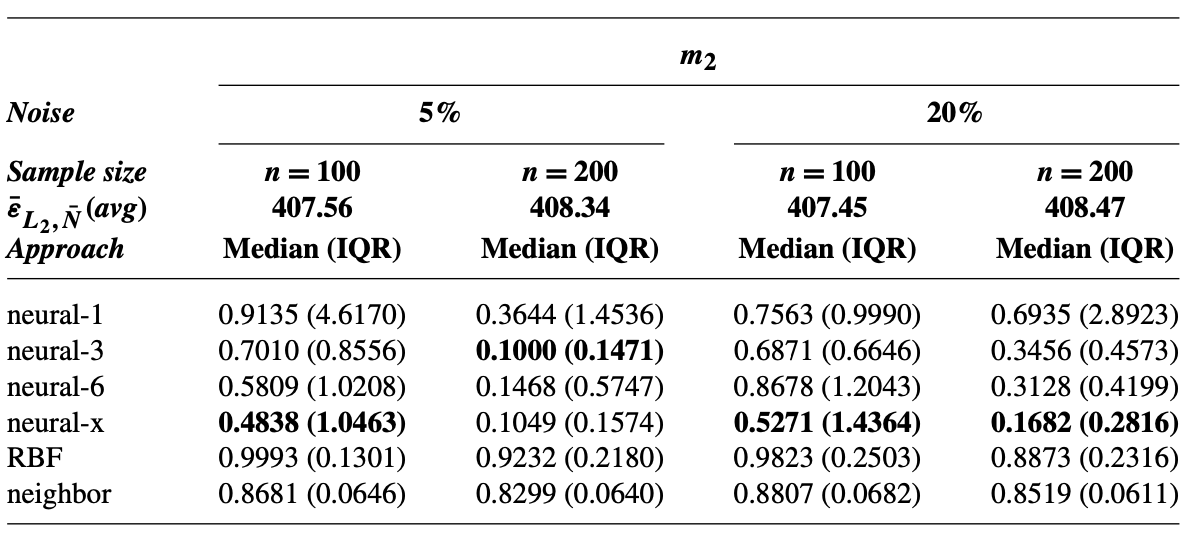 m₂
Noise 5% 20%
Sample size n = 100 n = 200 n = 100 n = 200
ε̄_{L₂,N̄}(avg) 407.56 408.34 407.45 408.47
Approach Median (IQR) Median (IQR) Median (IQR) Median (IQR)
neural-1 0.9135 (4.6170) 0.3644 (1.4536) 0.7563 (0.9990) 0.6935 (2.8923)
neural-3 0.7010 (0.8556) 0.1000 (0.1471) 0.6871 (0.6646) 0.3456 (0.4573)
neural-6 0.5809 (1.0208) 0.1468 (0.5747) 0.8678 (1.2043) 0.3128 (0.4199)
neural-x 0.4838 (1.0463) 0.1049 (0.1574) 0.5271 (1.4364) 0.1682 (0.2816)
RBF 0.9993 (0.1301) 0.9232 (0.2180) 0.9823 (0.2503) 0.8873 (0.2316)
neighbor 0.8681 (0.0646) 0.8299 (0.0640) 0.8807 (0.0682) 0.8519 (0.0611)